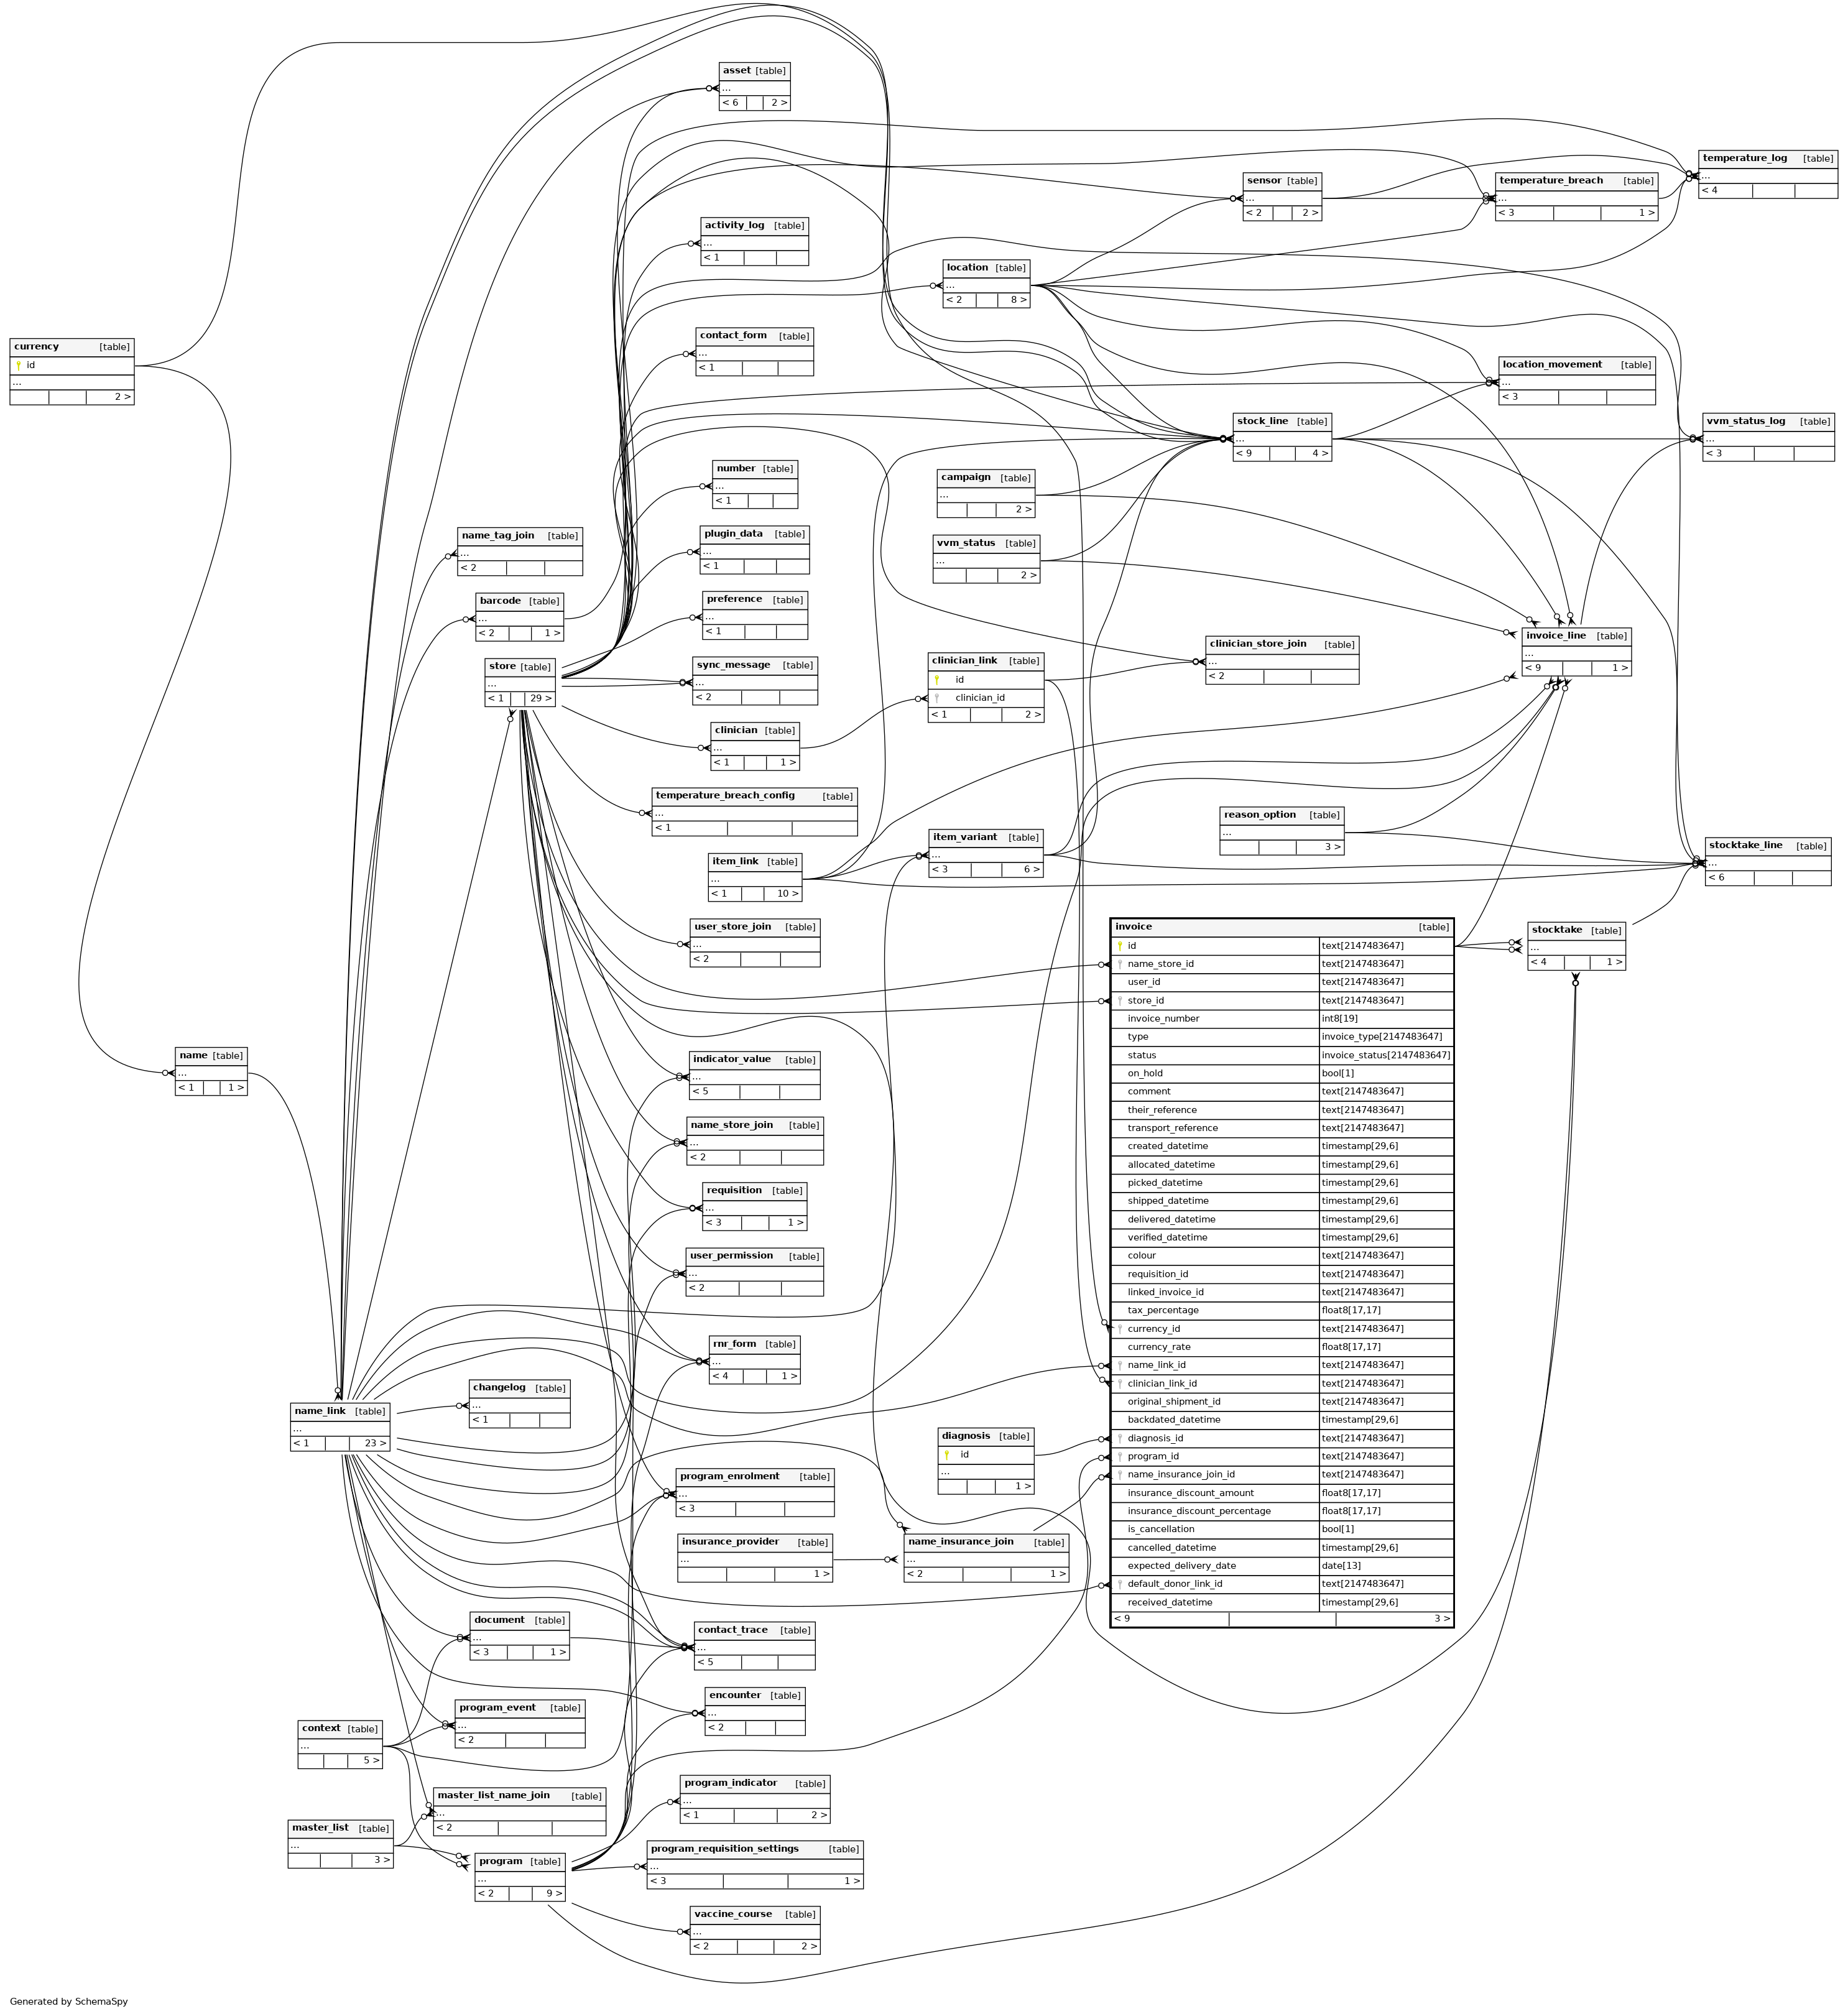 asset [table]
...
< 6 2 >
temperature_log [table]
...
< 4
sensor [table]
...
< 2 2 >
temperature_breach [table]
...
< 3 1 >
activity_log [table]
...
< 1
location [table]
...
< 2 8 >
contact_form [table]
...
< 1
currency [table]
id
...
2 >
location_movement [table]
...
< 3
stock_line [table]
...
< 9 4 >
vvm_status_log [table]
...
< 3
number [table]
...
< 1
campaign [table]
...
2 >
name_tag_join [table]
...
< 2
plugin_data [table]
...
< 1
vvm_status [table]
...
2 >
barcode [table]
...
< 2 1 >
preference [table]
...
< 1
invoice_line [table]
...
< 9 1 >
clinician_store_join [table]
...
< 2
store [table]
...
< 1 29 >
sync_message [table]
...
< 2
clinician_link [table]
id
clinician_id
< 1 2 >
clinician [table]
...
< 1 1 >
temperature_breach_config [table]
...
< 1
item_link [table]
...
< 1 10 >
item_variant [table]
...
< 3 6 >
reason_option [table]
...
3 >
stocktake_line [table]
...
< 6
user_store_join [table]
...
< 2
stocktake [table]
...
< 4 1 >
invoice [table]
id text[2147483647]
name_store_id text[2147483647]
user_id text[2147483647]
store_id text[2147483647]
invoice_number int8[19]
type invoice_type[2147483647]
status invoice_status[2147483647]
on_hold bool[1]
comment text[2147483647]
their_reference text[2147483647]
transport_reference text[2147483647]
created_datetime timestamp[29,6]
allocated_datetime timestamp[29,6]
picked_datetime timestamp[29,6]
shipped_datetime timestamp[29,6]
delivered_datetime timestamp[29,6]
verified_datetime timestamp[29,6]
colour text[2147483647]
requisition_id text[2147483647]
linked_invoice_id text[2147483647]
tax_percentage float8[17,17]
currency_id text[2147483647]
currency_rate float8[17,17]
name_link_id text[2147483647]
clinician_link_id text[2147483647]
original_shipment_id text[2147483647]
backdated_datetime timestamp[29,6]
diagnosis_id text[2147483647]
program_id text[2147483647]
name_insurance_join_id text[2147483647]
insurance_discount_amount float8[17,17]
insurance_discount_percentage float8[17,17]
is_cancellation bool[1]
cancelled_datetime timestamp[29,6]
expected_delivery_date date[13]
default_donor_link_id text[2147483647]
received_datetime timestamp[29,6]
< 9 3 >
name [table]
...
< 1 1 >
indicator_value [table]
...
< 5
name_store_join [table]
...
< 2
requisition [table]
...
< 3 1 >
user_permission [table]
...
< 2
rnr_form [table]
...
< 4 1 >
changelog [table]
...
< 1
name_link [table]
...
< 1 23 >
diagnosis [table]
id
...
1 >
program_enrolment [table]
...
< 3
insurance_provider [table]
...
1 >
name_insurance_join [table]
...
< 2 1 >
document [table]
...
< 3 1 >
contact_trace [table]
...
< 5
encounter [table]
...
< 2
program_event [table]
...
< 2
context [table]
...
5 >
master_list_name_join [table]
...
< 2
program_indicator [table]
...
< 1 2 >
master_list [table]
...
3 >
program_requisition_settings [table]
...
< 3 1 >
program [table]
...
< 2 9 >
vaccine_course [table]
...
< 2 2 >
Generated by SchemaSpy